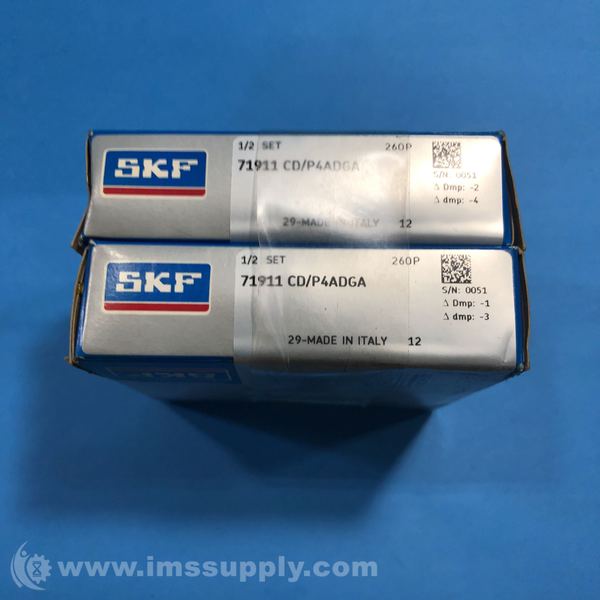 1/2 SET 260P
SKF 71911 CD/P4ADGA
S/N: 0051
Δ Dmp: -2
Δ dmp: -4
29-MADE IN ITALY 12
1/2 SET 260P
SKF 71911 CD/P4ADGA
S/N: 0051
Δ Dmp: -1
Δ dmp: -3
29-MADE IN ITALY 12
www.imssupply.com